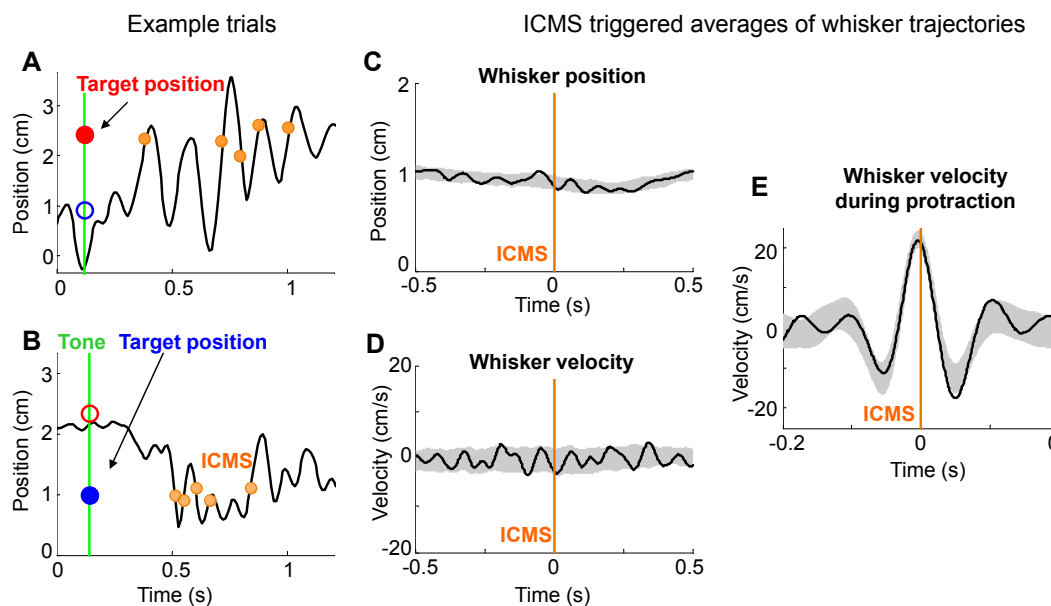 Example trials
ICMS triggered averages of whisker trajectories
A
Target position
Position (cm)
3
2
1
0
0
0.5
1
B
Tone
Target position
ICMS
Position (cm)
3
2
1
0
0
0.5
1
Time (s)
C
Whisker position
Position (cm)
2
1
0
ICMS
-0.5
0
0.5
Time (s)
D
Whisker velocity
Velocity (cm/s)
20
0
-20
ICMS
-0.5
0
0.5
Time (s)
E
Whisker velocity
during protraction
Velocity (cm/s)
20
0
-20
ICMS
-0.2
0
Time (s)